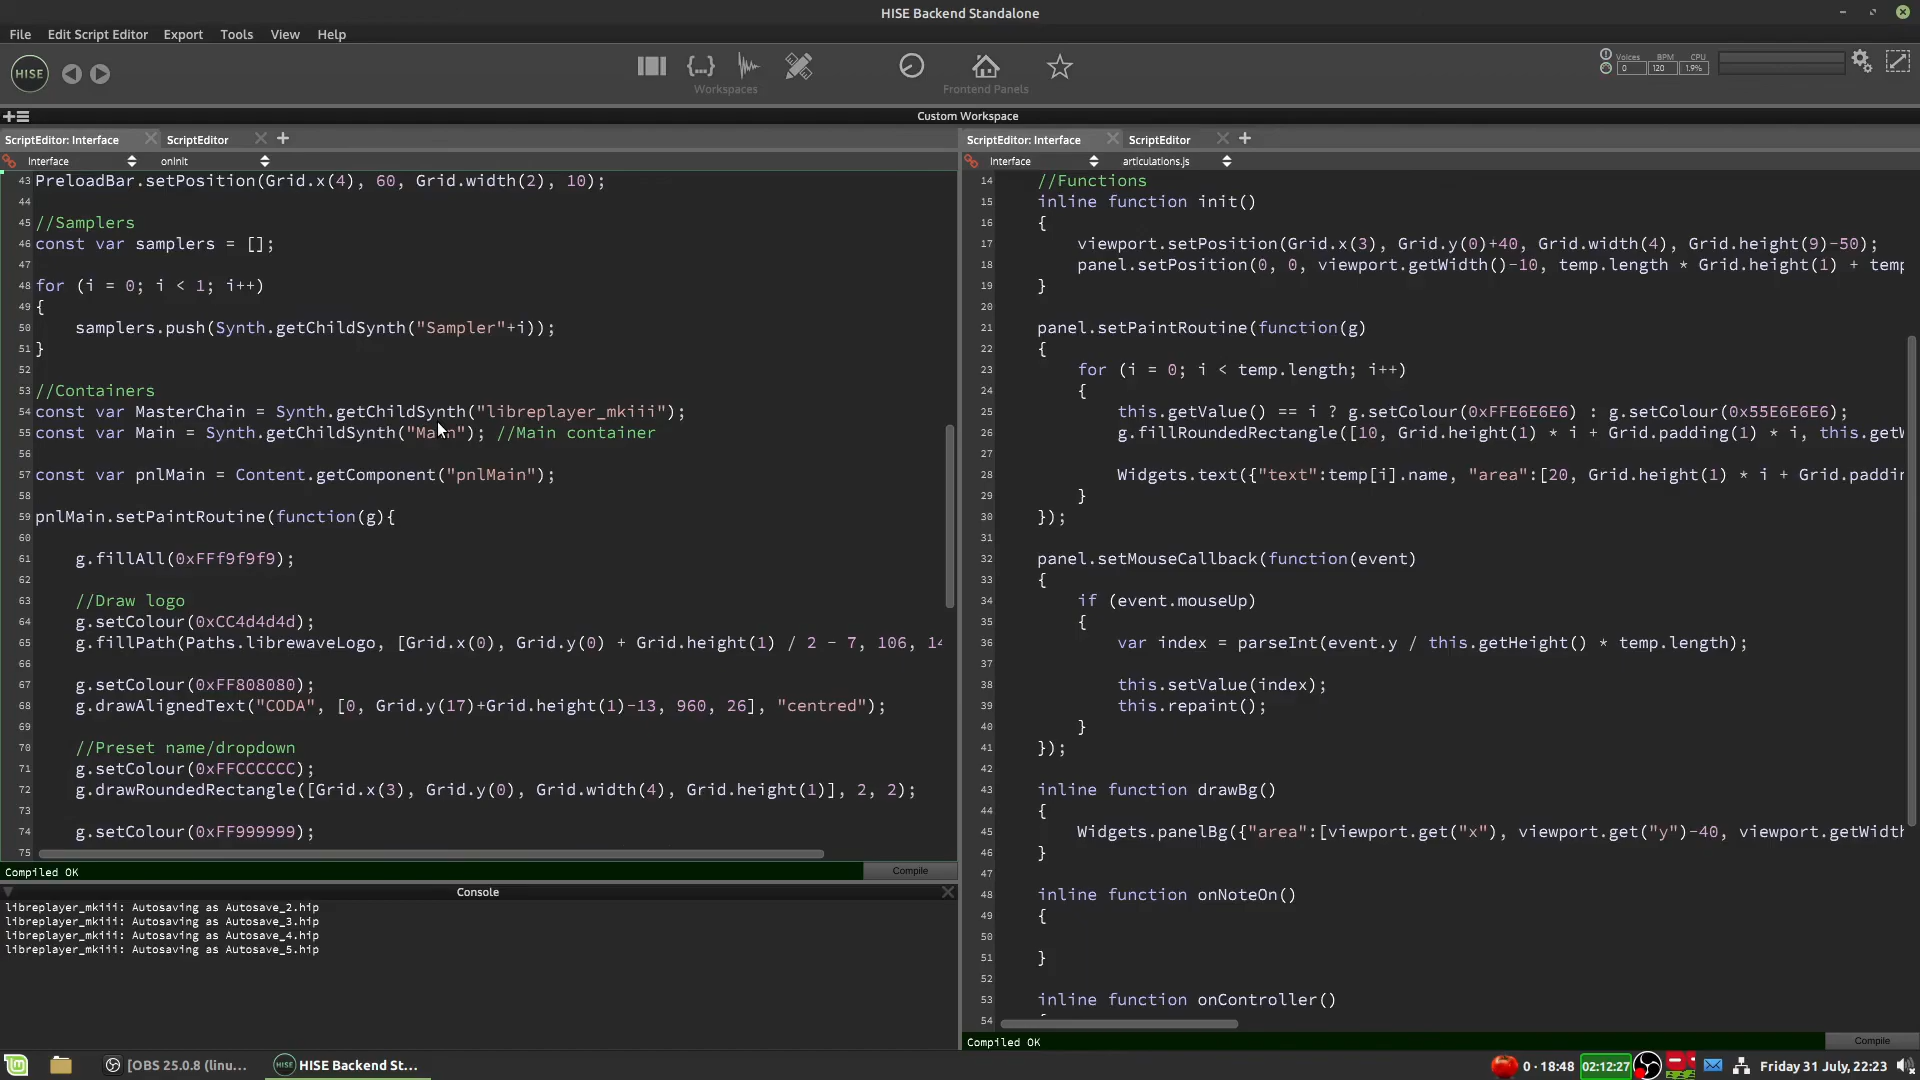 HISE Backend Standalone
File Edit Script Editor Export Tools View Help
HISE
Workspaces
Frontend Panels
Voices BPM CPU
0 120 1.9%
Custom Workspace
ScriptEditor: Interface ScriptEditor
Interface onInit
43 PreloadBar.setPosition(Grid.x(4), 60, Grid.width(2), 10);
44
45 //Samplers
46 const var samplers = [];
47
48 for (i = 0; i < 1; i++)
49 {
50 samplers.push(Synth.getChildSynth("Sampler"+i));
51 }
52
53 //Containers
54 const var MasterChain = Synth.getChildSynth("libreplayer_mkiii");
55 const var Main = Synth.getChildSynth("Main"); //Main container
56
57 const var pnlMain = Content.getComponent("pnlMain");
58
59 pnlMain.setPaintRoutine(function(g){
60
61 g.fillAll(0xFFf9f9f9);
62
63 //Draw logo
64 g.setColour(0xCC4d4d4d);
65 g.fillPath(Paths.librewaveLogo, [Grid.x(0), Grid.y(0) + Grid.height(1) / 2 - 7, 106, 14
66
67 g.setColour(0xFF808080);
68 g.drawAlignedText("CODA", [0, Grid.y(17)+Grid.height(1)-13, 960, 26], "centred");
69
70 //Preset name/dropdown
71 g.setColour(0xFFCCCCCC);
72 g.drawRoundedRectangle([Grid.x(3), Grid.y(0), Grid.width(4), Grid.height(1)], 2, 2);
73
74 g.setColour(0xFF999999);
75
Compiled OK Compile
Console
libreplayer_mkiii: Autosaving as Autosave_2.hip
libreplayer_mkiii: Autosaving as Autosave_3.hip
libreplayer_mkiii: Autosaving as Autosave_4.hip
libreplayer_mkiii: Autosaving as Autosave_5.hip
ScriptEditor: Interface ScriptEditor
Interface articulations.js
14 //Functions
15 inline function init()
16 {
17 viewport.setPosition(Grid.x(3), Grid.y(0)+40, Grid.width(4), Grid.height(9)-50);
18 panel.setPosition(0, 0, viewport.getWidth()-10, temp.length * Grid.height(1) + temp
19 }
20
21 panel.setPaintRoutine(function(g)
22 {
23 for (i = 0; i < temp.length; i++)
24 {
25 this.getValue() == i ? g.setColour(0xFFE6E6E6) : g.setColour(0x55E6E6E6);
26 g.fillRoundedRectangle([10, Grid.height(1) * i + Grid.padding(1) * i, this.getW
27
28 Widgets.text({"text":temp[i].name, "area":[20, Grid.height(1) * i + Grid.paddin
29 }
30 });
31
32 panel.setMouseCallback(function(event)
33 {
34 if (event.mouseUp)
35 {
36 var index = parseInt(event.y / this.getHeight() * temp.length);
37
38 this.setValue(index);
39 this.repaint();
40 }
41 });
42
43 inline function drawBg()
44 {
45 Widgets.panelBg({"area":[viewport.get("x"), viewport.get("y")-40, viewport.getWidth
46 }
47
48 inline function onNoteOn()
49 {
50
51 }
52
53 inline function onController()
54
Compiled OK Compile
[OBS 25.0.8 (linu... HISE Backend St... 0 · 18:48 02:12:27 Friday 31 July, 22:23